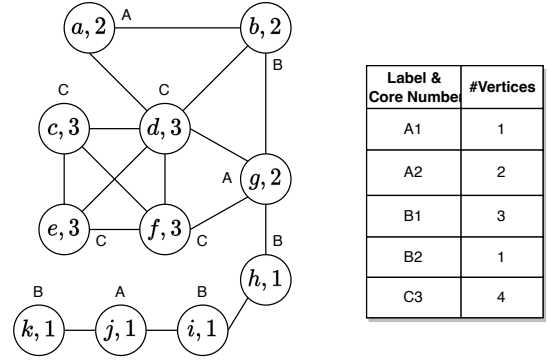 A
a, 2
b, 2
B
C
C
c, 3
d, 3
A
g, 2
e, 3
C
f, 3
C
B
h, 1
B
A
B
k, 1
j, 1
i, 1
Label & #Vertices
Core Number
A1 1
A2 2
B1 3
B2 1
C3 4